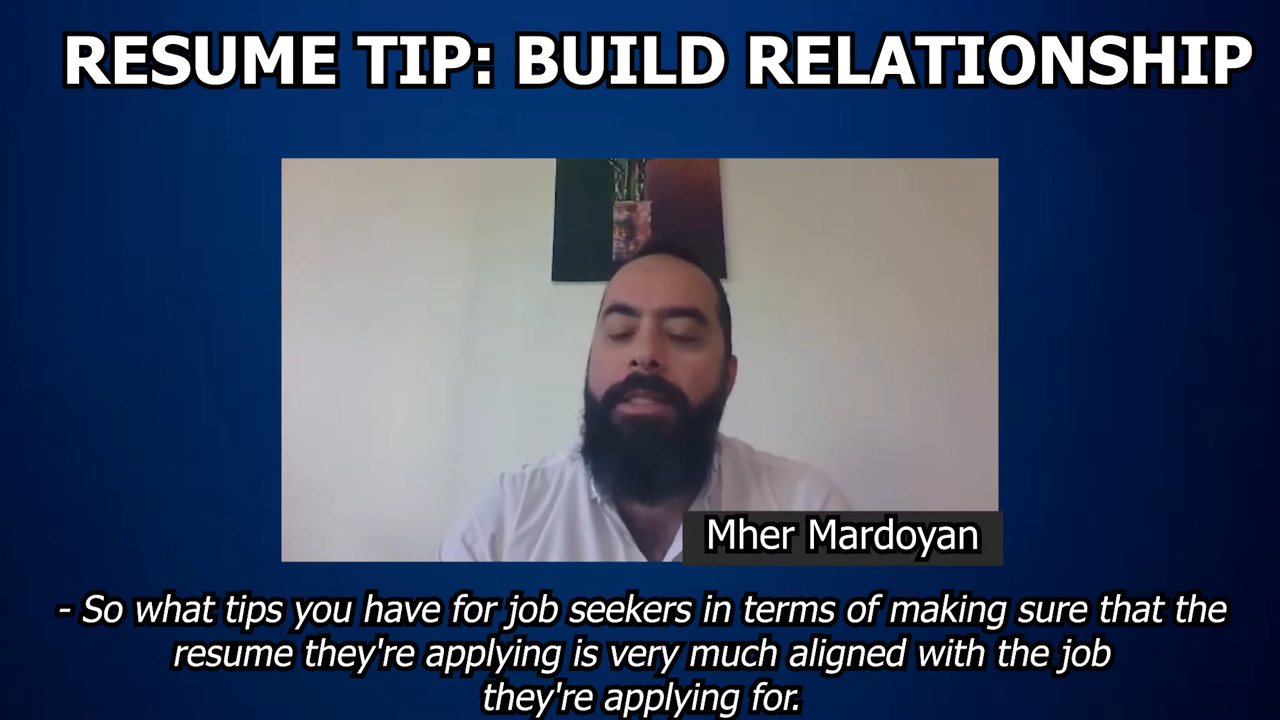 RESUME TIP: BUILD RELATIONSHIP
Mher Mardoyan
- So what tips you have for job seekers in terms of making sure that the
resume they're applying is very much aligned with the job
they're applying for.